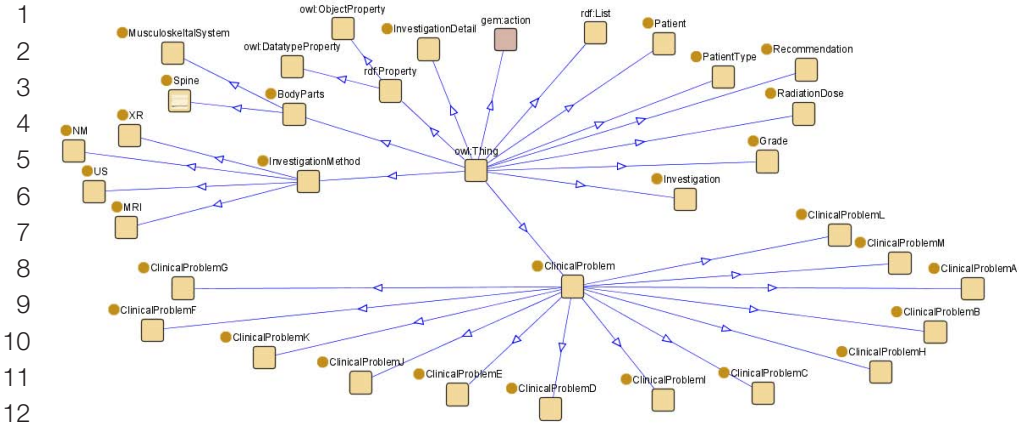 1
owl:ObjectProperty
gem:action
rdf:List
InvestigationDetail
Patient
2
MusculoskeltalSystem
owl:DatatypeProperty
Recommendation
PatientType
rdf:Property
3
Spine
BodyParts
RadiationDose
4
XR
NM
owl:Thing
Grade
5
InvestigationMethod
US
Investigation
6
MRI
7
ClinicalProblemL
ClinicalProblemM
8
ClinicalProblemG
ClinicalProblem
ClinicalProblemA
9
ClinicalProblemF
ClinicalProblemB
10
ClinicalProblemK
ClinicalProblemH
ClinicalProblemJ
11
ClinicalProblemE
ClinicalProblemD
ClinicalProblemI
ClinicalProblemC
12